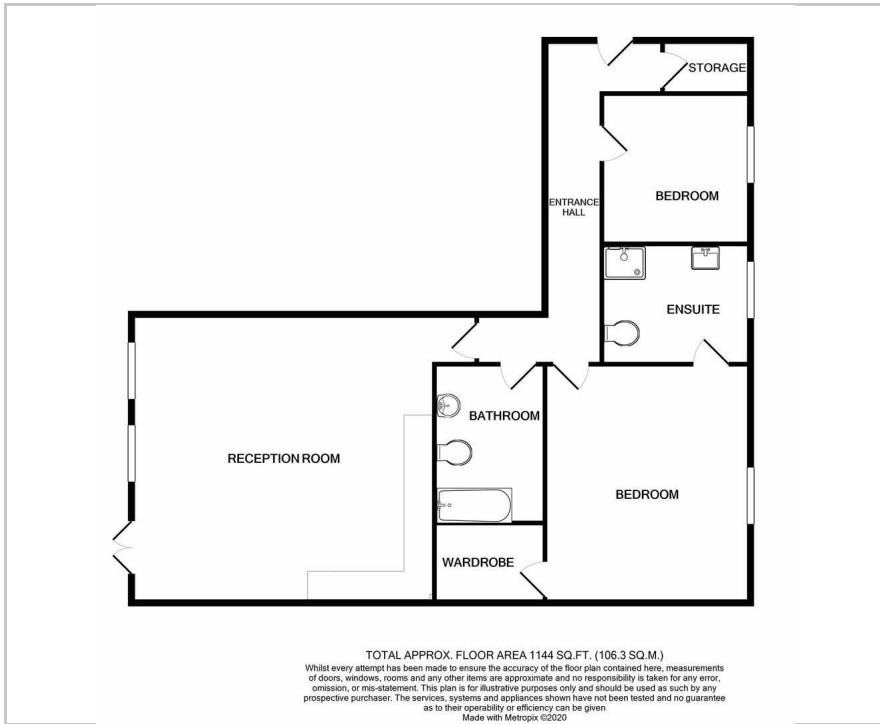 STORAGE
BEDROOM
ENTRANCE
HALL
ENSUITE
BATHROOM
RECEPTION ROOM
BEDROOM
WARDROBE
TOTAL APPROX. FLOOR AREA 1144 SQ.FT. (106.3 SQ.M.)
Whilst every attempt has been made to ensure the accuracy of the floor plan contained here, measurements
of doors, windows, rooms and any other items are approximate and no responsibility is taken for any error,
omission, or mis-statement. This plan is for illustrative purposes only and should be used as such by any
prospective purchaser. The services, systems and appliances shown have not been tested and no guarantee
as to their operability or efficiency can be given
Made with Metropix ©2020